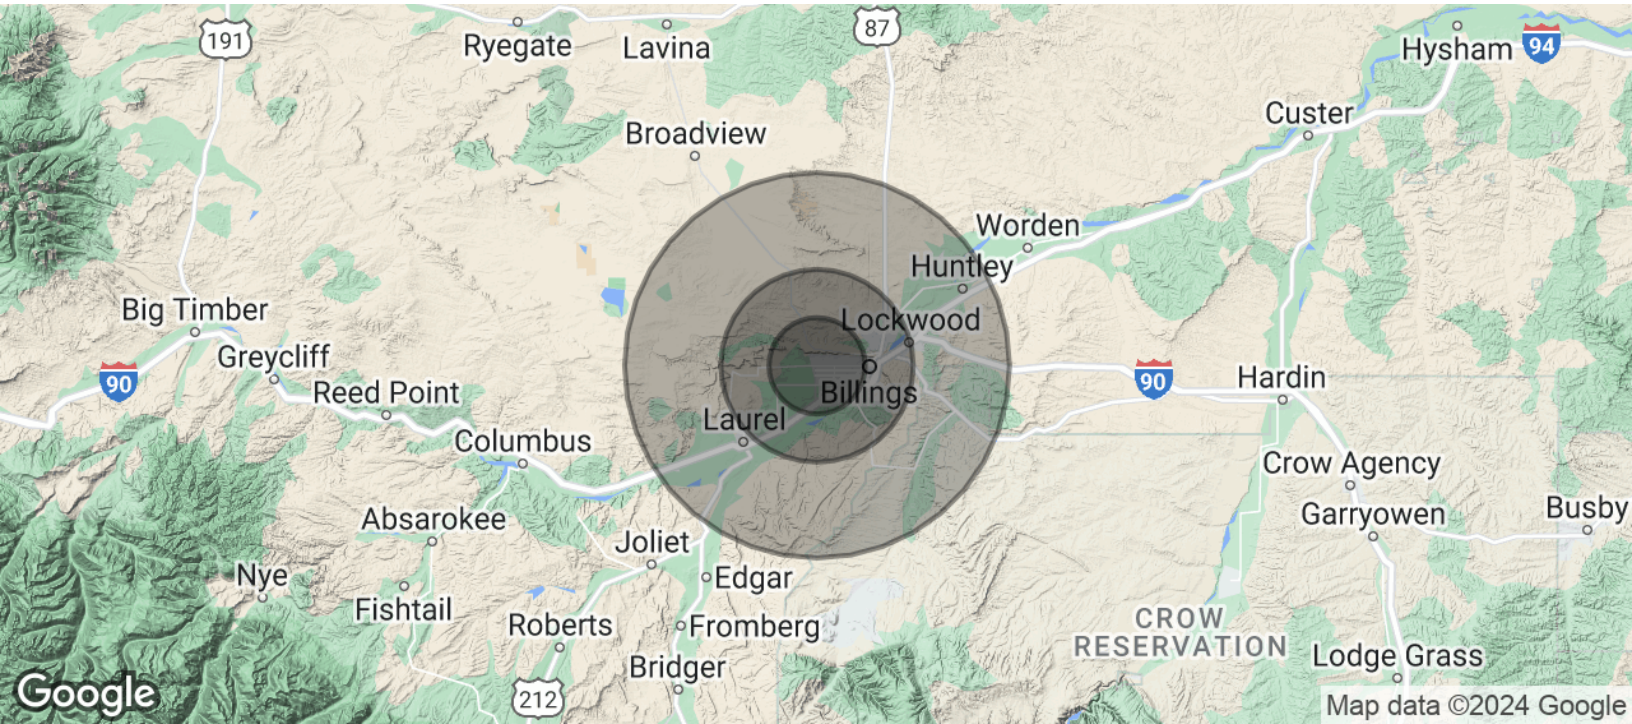 191
Ryegate
Lavina
87
Hysham
94
Custer
Broadview
Worden
Huntley
Big Timber
Lockwood
Greycliff
90
Reed Point
Billings
90
Hardin
Laurel
Columbus
Crow Agency
Absarokee
Garryowen
Busby
Joliet
Nye
Edgar
Fishtail
Roberts
Fromberg
CROW
RESERVATION
Bridger
Lodge Grass
212
Google
Map data ©2024 Google